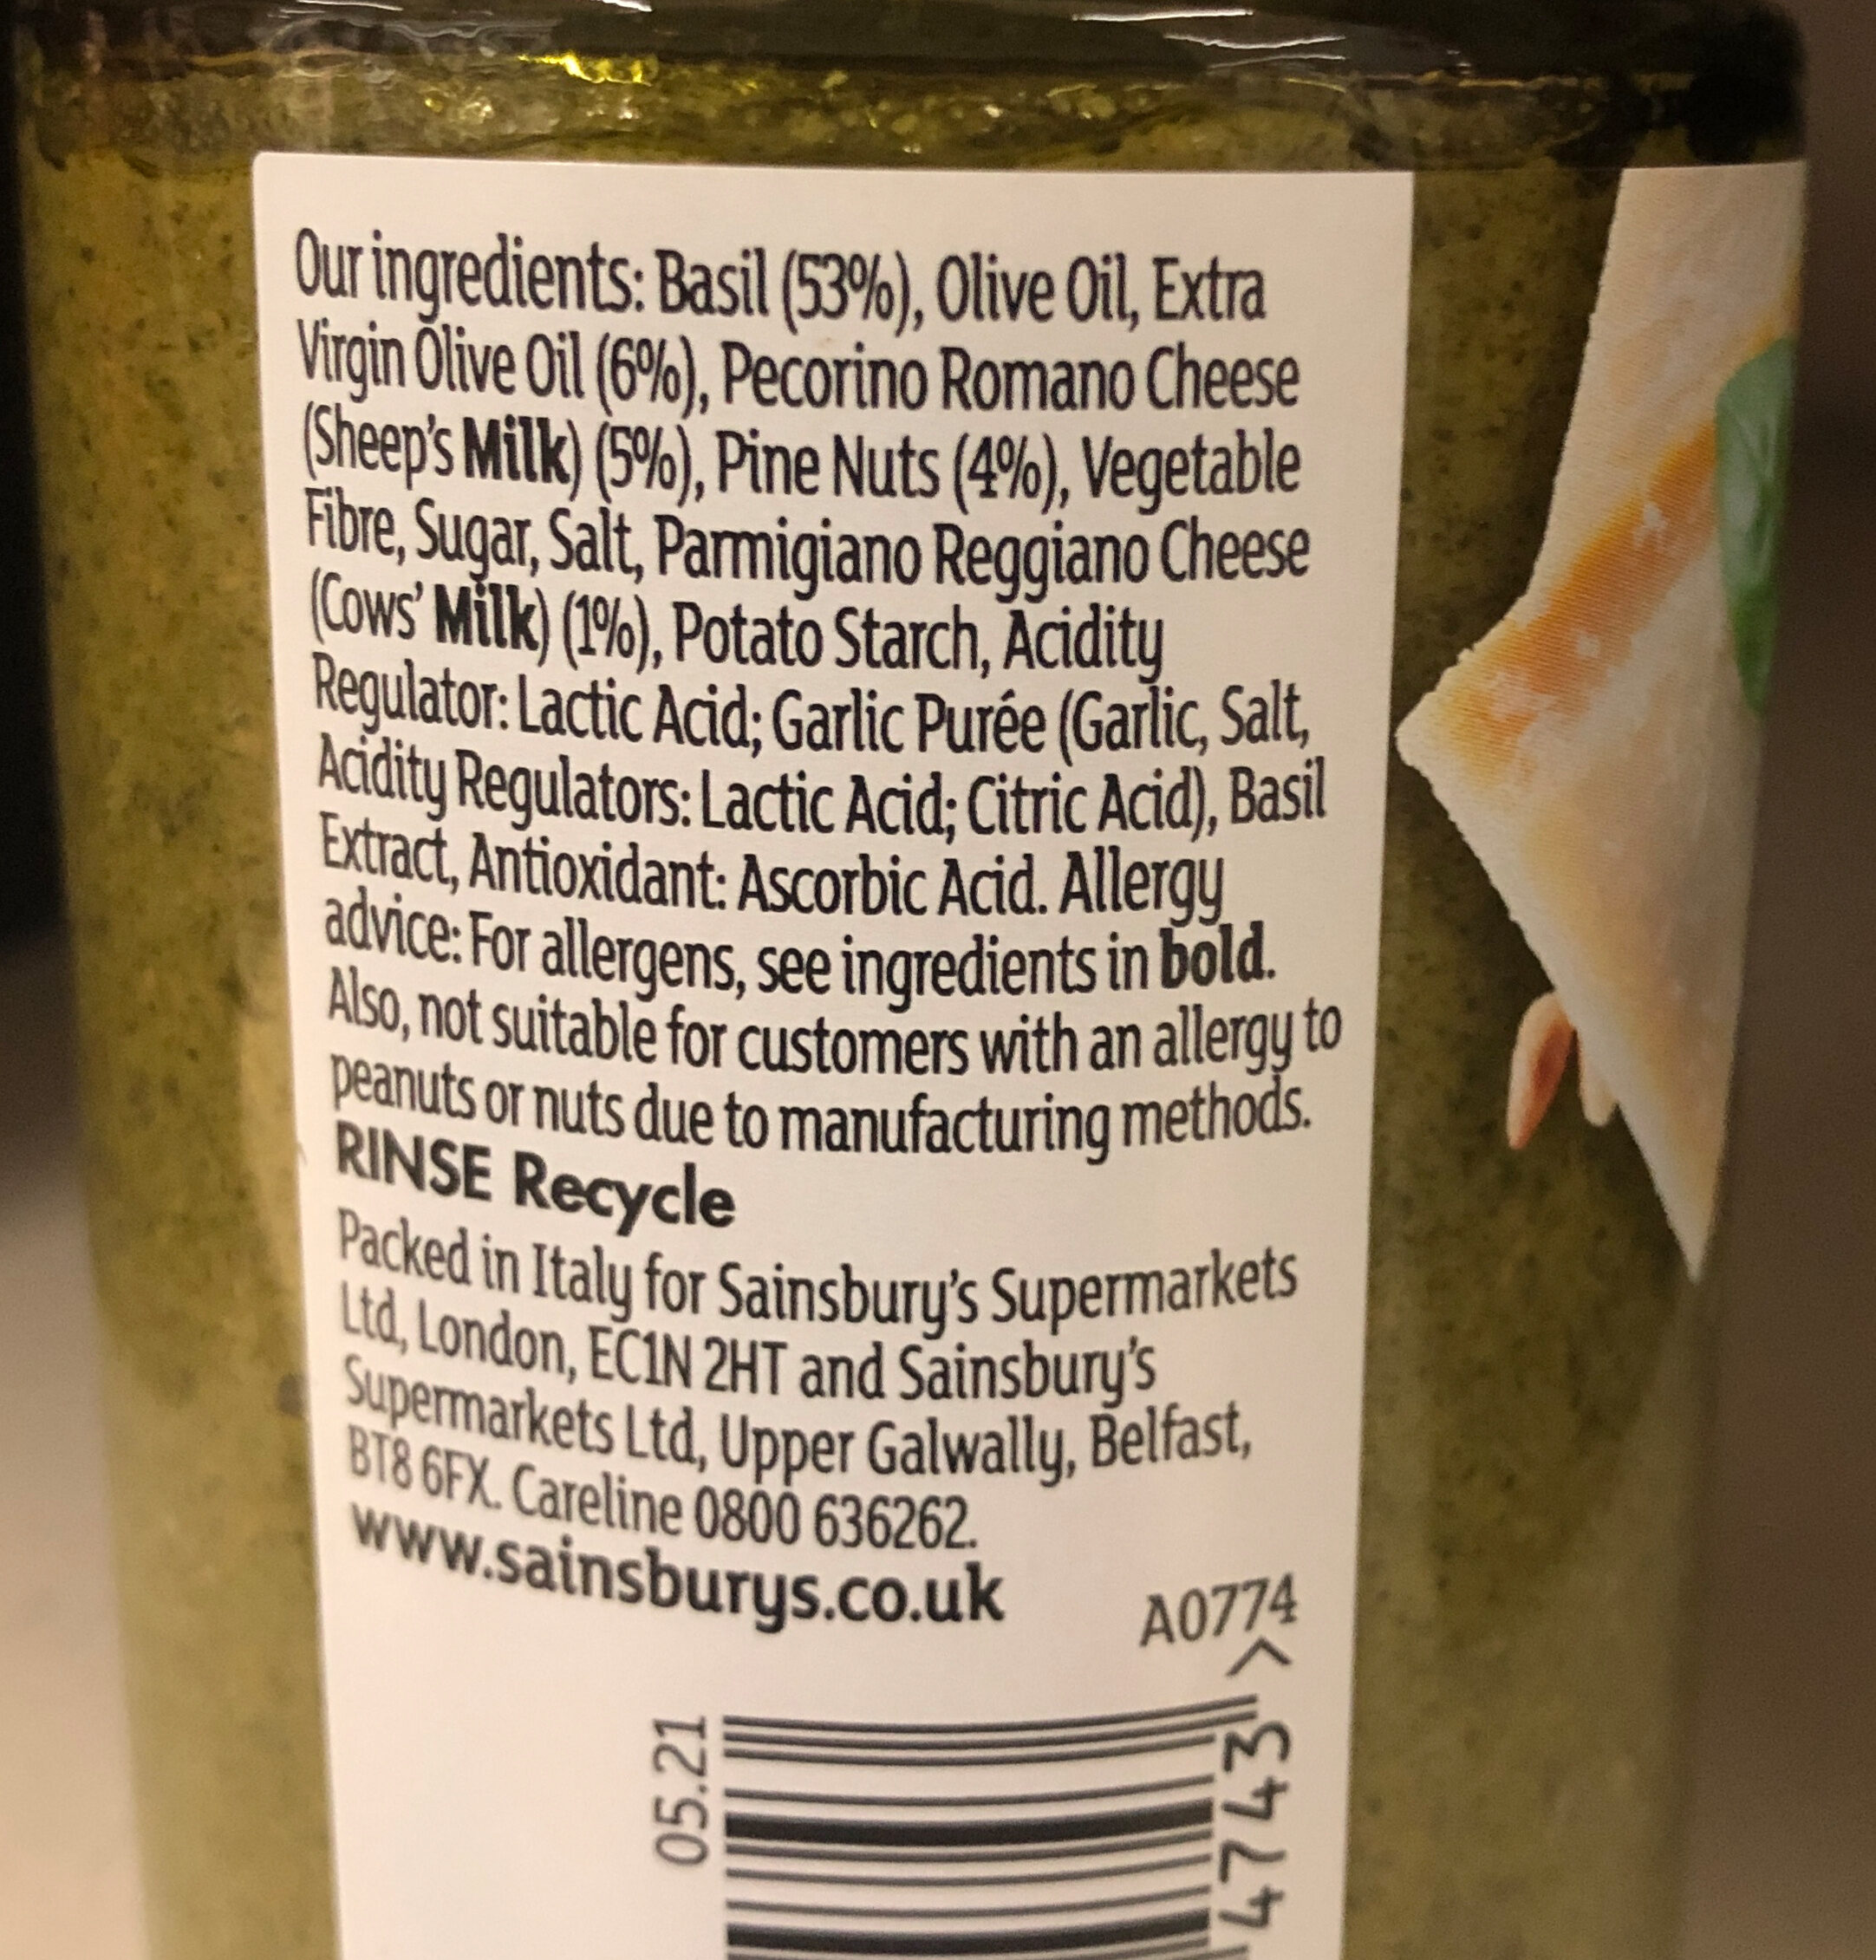 Our ingredients: Basil (53%), Olive Oil, Extra
Virgin Olive Oil (6%), Pecorino Romano Cheese
(Sheep's Milk) (5%), Pine Nuts (4%), Vegetable
Fibre, Sugar, Salt, Parmigiano Reggiano Cheese
(Cows' Milk) (1%), Potato Starch, Acidity
Regulator: Lactic Acid; Garlic Purée (Garlic, Salt,
Acidity Regulators: Lactic Acid; Citric Acid), Basil
Extract, Antioxidant: Ascorbic Acid. Allergy
advice: For allergens, see ingredients in bold.
Also, not suitable for customers with an allergy to
peanuts or nuts due to manufacturing methods.
RINSE Recycle
Packed in Italy for Sainsbury's Supermarkets
Ltd, London, EC1N 2HT and Sainsbury's
Supermarkets Ltd, Upper Galwally, Belfast,
BT8 6FX. Careline 0800 636262.
www.sainsburys.co.uk
A0774
05.21
4743>